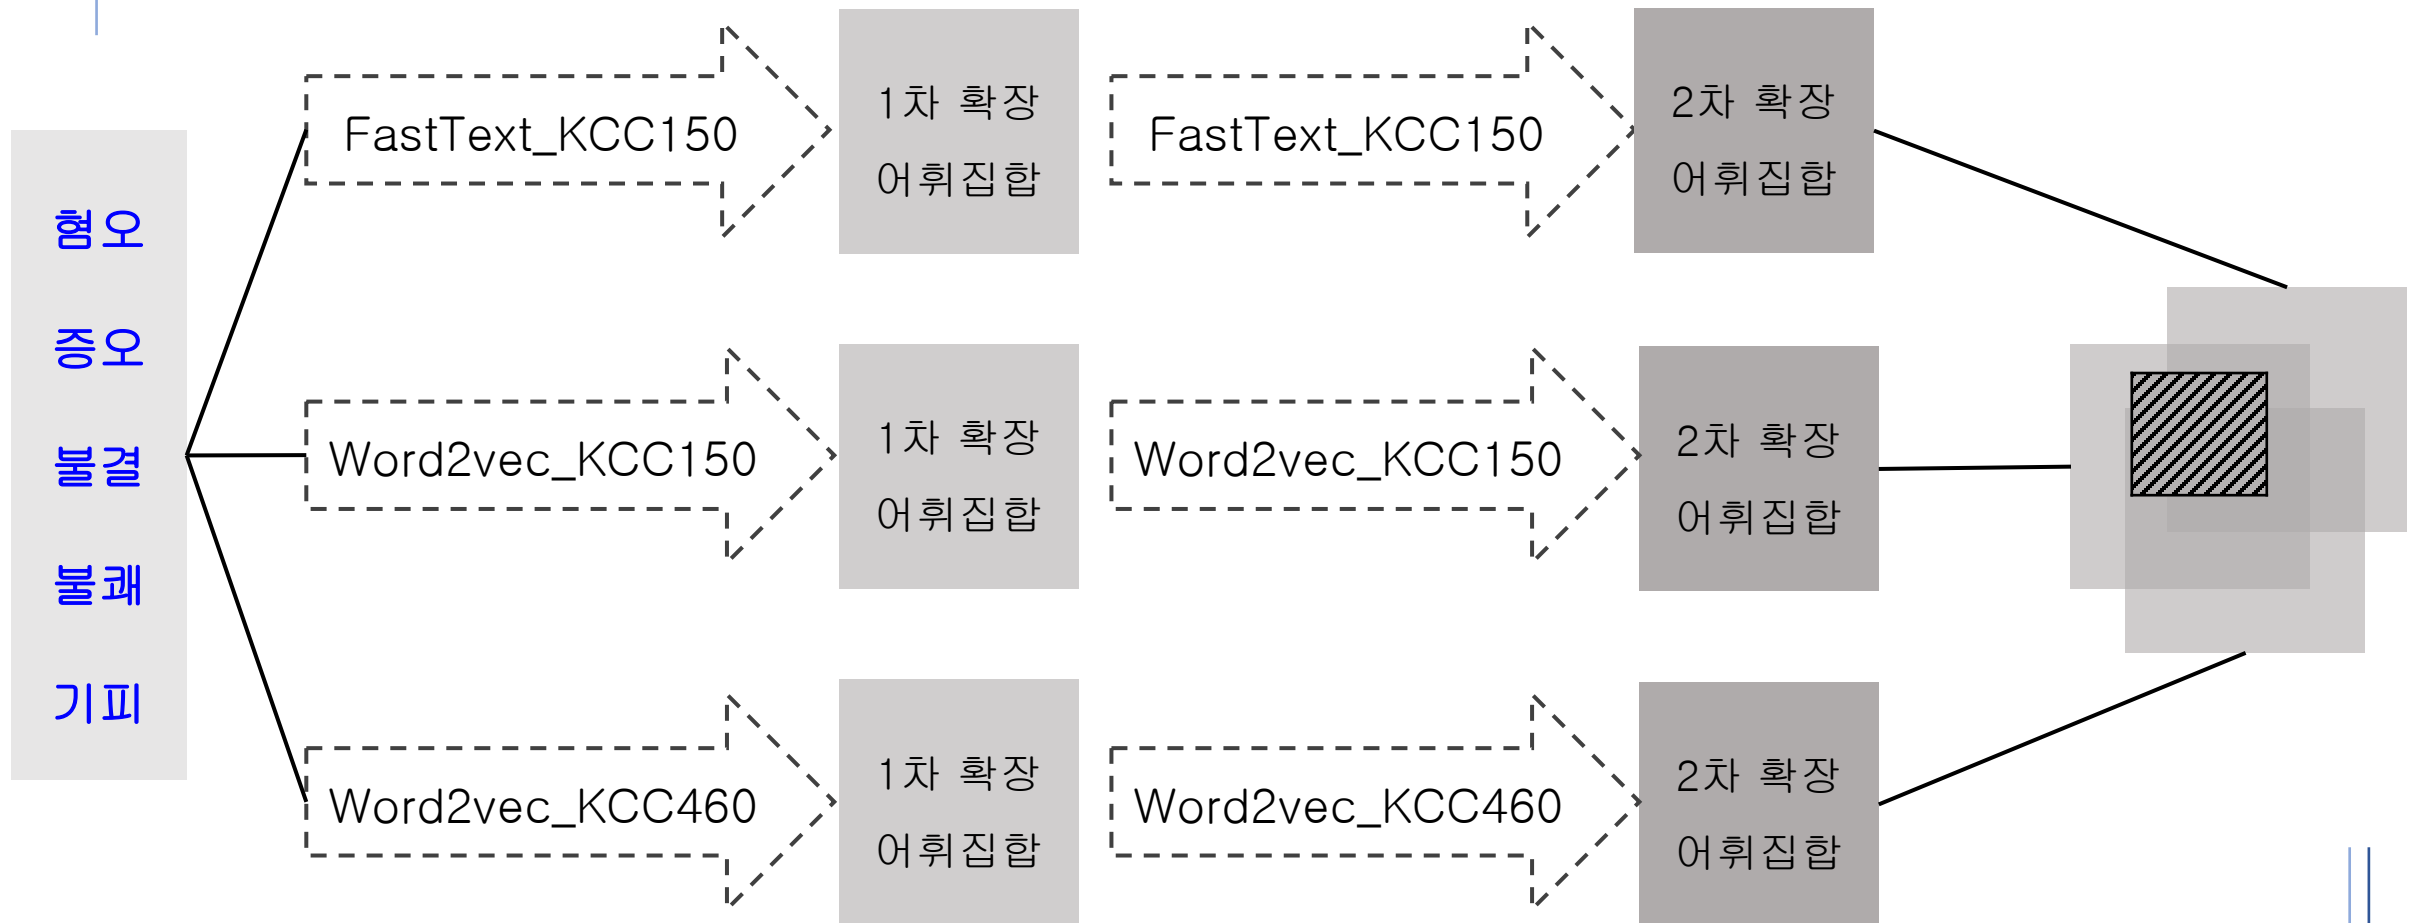 혐오
증오
불결
불쾌
기피
FastText_KCC150
1차 확장
어휘집합
FastText_KCC150
2차 확장
어휘집합
Word2vec_KCC150
1차 확장
어휘집합
Word2vec_KCC150
2차 확장
어휘집합
Word2vec_KCC460
1차 확장
어휘집합
Word2vec_KCC460
2차 확장
어휘집합